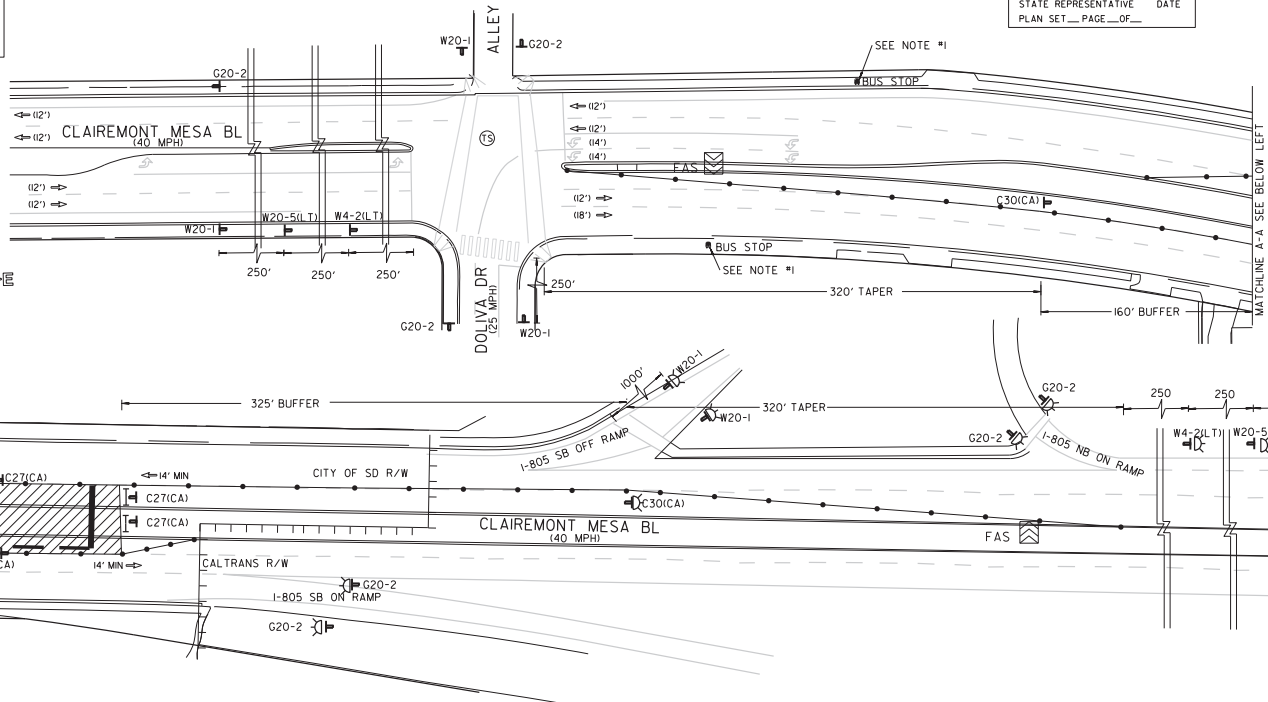 STATE REPRESENTATIVE DATE
PLAN SET__ PAGE__OF__
ALLEY
W20-1
G20-2
SEE NOTE #1
G20-2
BUS STOP
(12')
(12')
CLAIREMONT MESA BL
(12')
(40 MPH)
TS
(12')
(14')
(14')
FAS
MATCHLINE A-A SEE BELOW LEFT
(12')
(12')
(12')
(18')
C30(CA)
W20-1
W20-5(LT)
W4-2(LT)
BUS STOP
SEE NOTE #1
250'
250'
250'
DOLIVA DR
(25 MPH)
250'
320' TAPER
160' BUFFER
G20-2
W20-1
E
325' BUFFER
1000'
W20-1
W20-1
320' TAPER
G20-2
G20-2
250
250
W4-2(LT)
W20-5
I-805 SB OFF RAMP
I-805 NB ON RAMP
C27(CA)
14' MIN
CITY OF SD R/W
C27(CA)
C27(CA)
C30(CA)
CLAIREMONT MESA BL
(40 MPH)
FAS
CA)
14' MIN
CALTRANS R/W
G20-2
I-805 SB ON RAMP
G20-2